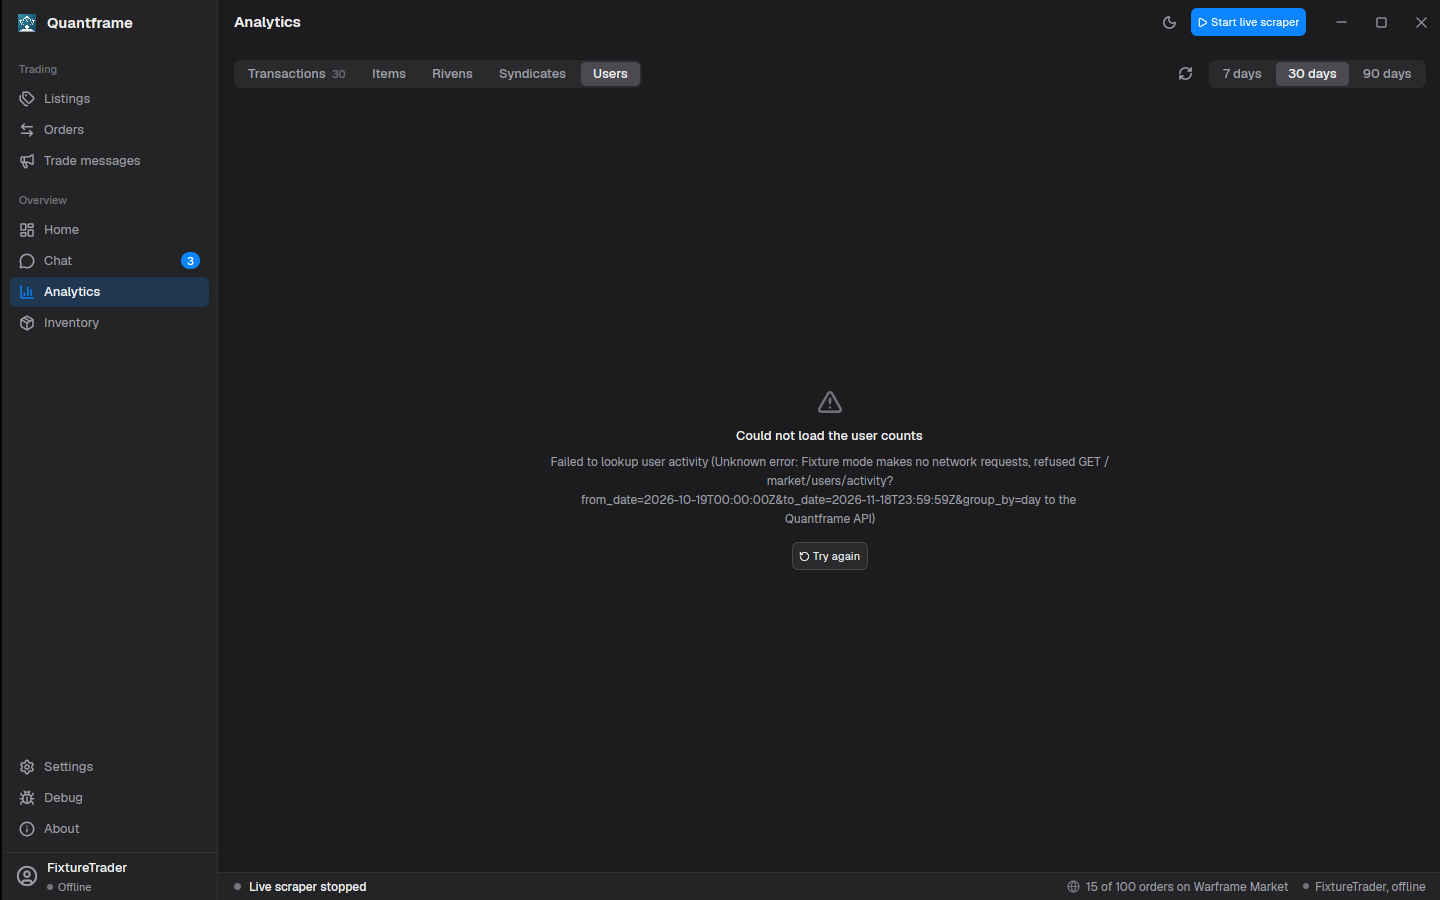 Quantframe
Trading
Listings
Orders
Trade messages
Overview
Home
Chat 3
Analytics
Inventory
Settings
Debug
About
FixtureTrader
Offline
Analytics
Start live scraper
Transactions 30 Items Rivens Syndicates Users
7 days 30 days 90 days
Could not load the user counts
Failed to lookup user activity (Unknown error: Fixture mode makes no network requests, refused GET /
market/users/activity?
from_date=2026-10-19T00:00:00Z&to_date=2026-11-18T23:59:59Z&group_by=day to the
Quantframe API)
Try again
Live scraper stopped
15 of 100 orders on Warframe Market
FixtureTrader, offline